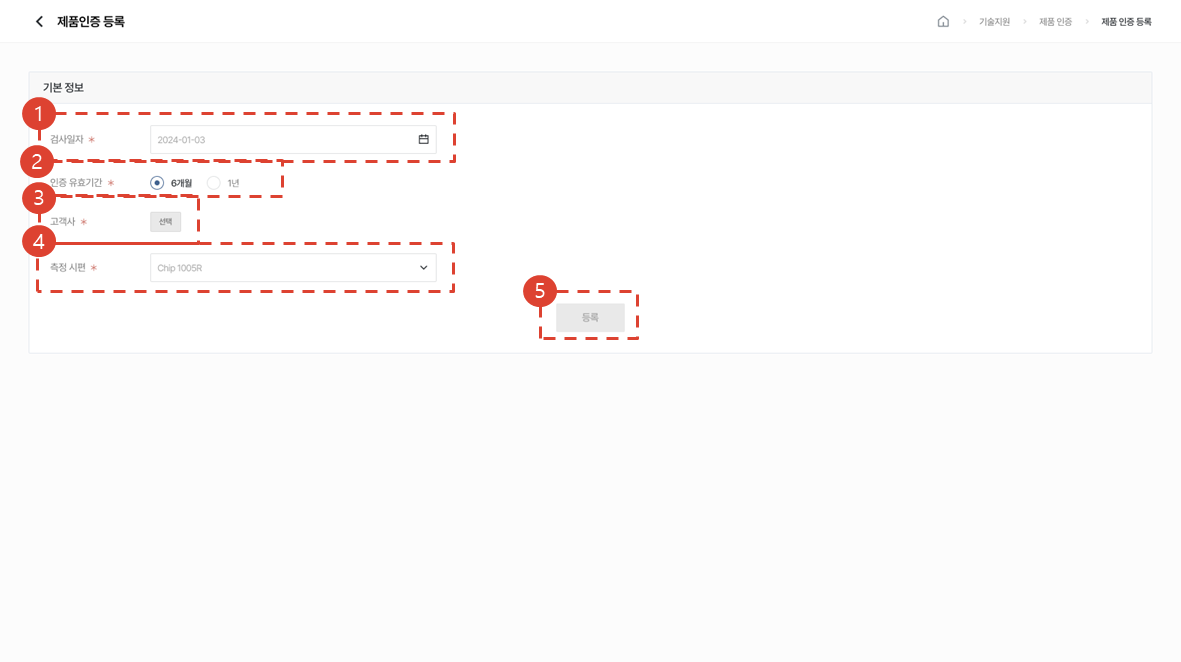 제품인증 등록
기술지원
제품 인증
제품 인증 등록
기본 정보
1
검사일자 *
2024-01-03
2
인증 유효기간 *
6개월
1년
3
고객사 *
선택
4
측정 시편 *
Chip 1005R
5
등록